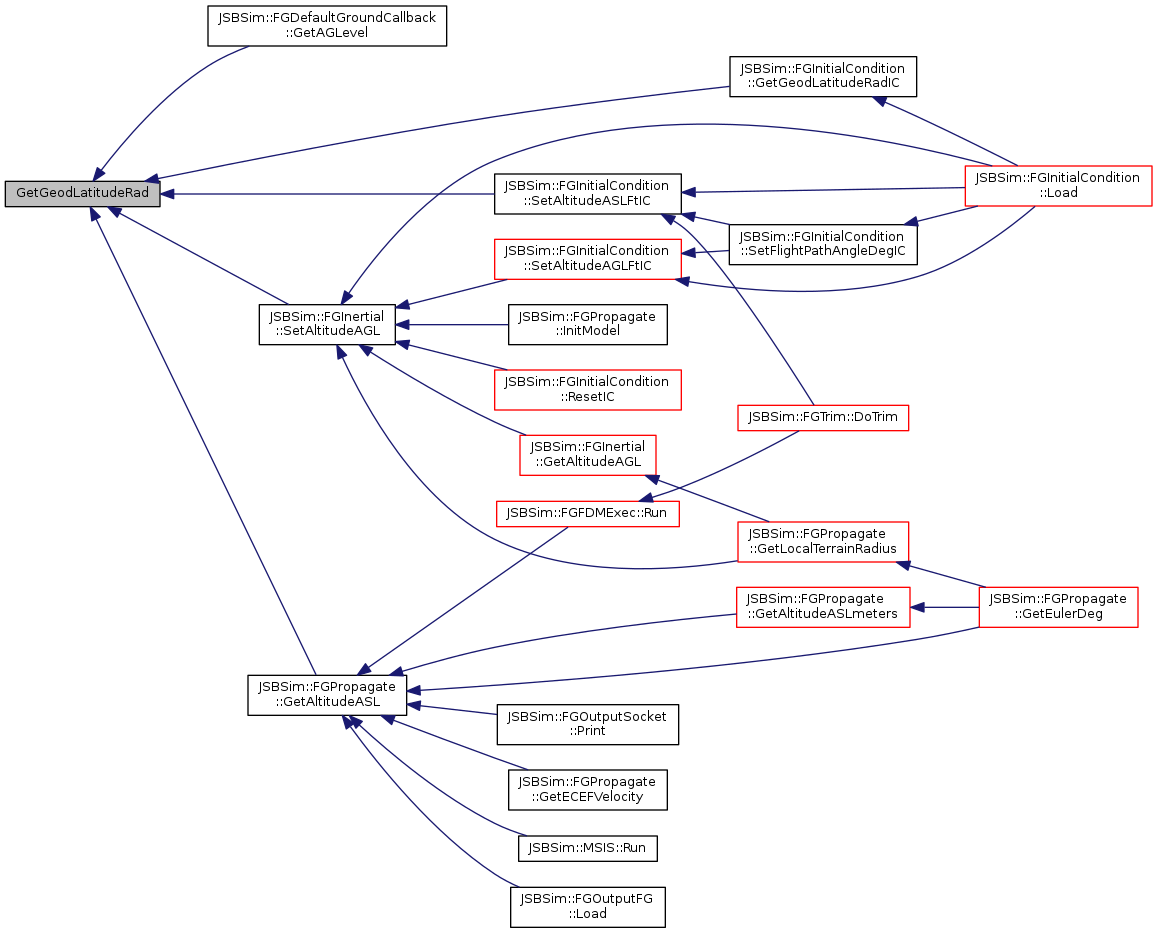 JSBSim::FGDefaultGroundCallback
::GetAGLevel
JSBSim::FGInitialCondition
::GetGeodLatitudeRadIC
GetGeodLatitudeRad
JSBSim::FGInitialCondition
::SetAltitudeASLFtIC
JSBSim::FGInitialCondition
::Load
JSBSim::FGInitialCondition
::SetFlightPathAngleDegIC
JSBSim::FGInitialCondition
::SetAltitudeAGLFtIC
JSBSim::FGInertial
::SetAltitudeAGL
JSBSim::FGPropagate
::InitModel
JSBSim::FGInitialCondition
::ResetIC
JSBSim::FGTrim::DoTrim
JSBSim::FGInertial
::GetAltitudeAGL
JSBSim::FGFDMExec::Run
JSBSim::FGPropagate
::GetLocalTerrainRadius
JSBSim::FGPropagate
::GetAltitudeASLmeters
JSBSim::FGPropagate
::GetEulerDeg
JSBSim::FGPropagate
::GetAltitudeASL
JSBSim::FGOutputSocket
::Print
JSBSim::FGPropagate
::GetECEFVelocity
JSBSim::MSIS::Run
JSBSim::FGOutputFG
::Load